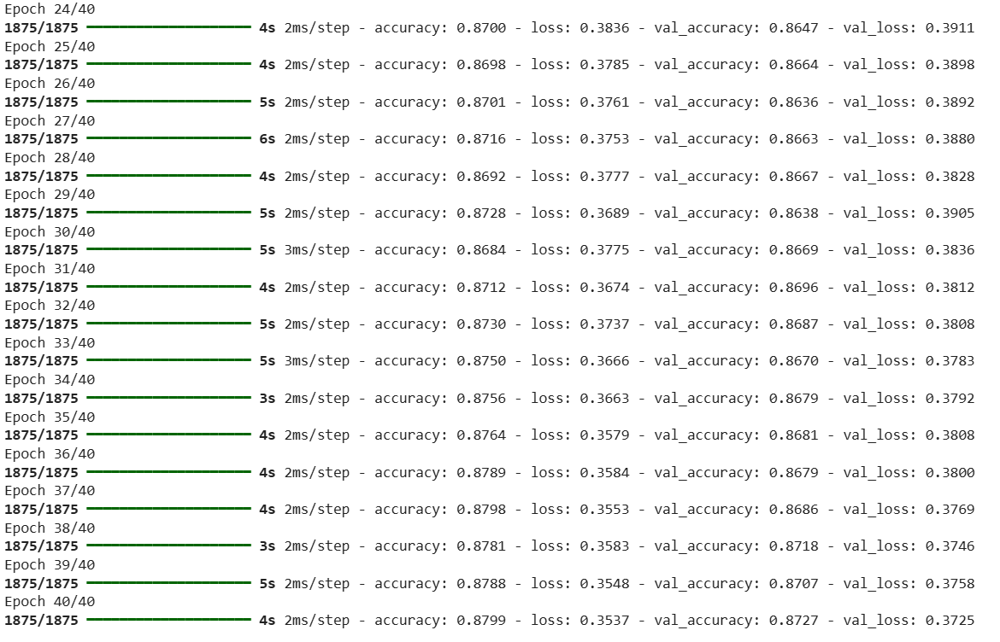 Epoch 24/40
1875/1875 ━━━━━━━━━━━━━━━━━━━━ 4s 2ms/step - accuracy: 0.8700 - loss: 0.3836 - val_accuracy: 0.8647 - val_loss: 0.3911
Epoch 25/40
1875/1875 ━━━━━━━━━━━━━━━━━━━━ 4s 2ms/step - accuracy: 0.8698 - loss: 0.3785 - val_accuracy: 0.8664 - val_loss: 0.3898
Epoch 26/40
1875/1875 ━━━━━━━━━━━━━━━━━━━━ 5s 2ms/step - accuracy: 0.8701 - loss: 0.3761 - val_accuracy: 0.8636 - val_loss: 0.3892
Epoch 27/40
1875/1875 ━━━━━━━━━━━━━━━━━━━━ 6s 2ms/step - accuracy: 0.8716 - loss: 0.3753 - val_accuracy: 0.8663 - val_loss: 0.3880
Epoch 28/40
1875/1875 ━━━━━━━━━━━━━━━━━━━━ 4s 2ms/step - accuracy: 0.8692 - loss: 0.3777 - val_accuracy: 0.8667 - val_loss: 0.3828
Epoch 29/40
1875/1875 ━━━━━━━━━━━━━━━━━━━━ 5s 2ms/step - accuracy: 0.8728 - loss: 0.3689 - val_accuracy: 0.8638 - val_loss: 0.3905
Epoch 30/40
1875/1875 ━━━━━━━━━━━━━━━━━━━━ 5s 3ms/step - accuracy: 0.8684 - loss: 0.3775 - val_accuracy: 0.8669 - val_loss: 0.3836
Epoch 31/40
1875/1875 ━━━━━━━━━━━━━━━━━━━━ 4s 2ms/step - accuracy: 0.8712 - loss: 0.3674 - val_accuracy: 0.8696 - val_loss: 0.3812
Epoch 32/40
1875/1875 ━━━━━━━━━━━━━━━━━━━━ 5s 2ms/step - accuracy: 0.8730 - loss: 0.3737 - val_accuracy: 0.8687 - val_loss: 0.3808
Epoch 33/40
1875/1875 ━━━━━━━━━━━━━━━━━━━━ 5s 3ms/step - accuracy: 0.8750 - loss: 0.3666 - val_accuracy: 0.8670 - val_loss: 0.3783
Epoch 34/40
1875/1875 ━━━━━━━━━━━━━━━━━━━━ 3s 2ms/step - accuracy: 0.8756 - loss: 0.3663 - val_accuracy: 0.8679 - val_loss: 0.3792
Epoch 35/40
1875/1875 ━━━━━━━━━━━━━━━━━━━━ 4s 2ms/step - accuracy: 0.8764 - loss: 0.3579 - val_accuracy: 0.8681 - val_loss: 0.3808
Epoch 36/40
1875/1875 ━━━━━━━━━━━━━━━━━━━━ 4s 2ms/step - accuracy: 0.8789 - loss: 0.3584 - val_accuracy: 0.8679 - val_loss: 0.3800
Epoch 37/40
1875/1875 ━━━━━━━━━━━━━━━━━━━━ 4s 2ms/step - accuracy: 0.8798 - loss: 0.3553 - val_accuracy: 0.8686 - val_loss: 0.3769
Epoch 38/40
1875/1875 ━━━━━━━━━━━━━━━━━━━━ 3s 2ms/step - accuracy: 0.8781 - loss: 0.3583 - val_accuracy: 0.8718 - val_loss: 0.3746
Epoch 39/40
1875/1875 ━━━━━━━━━━━━━━━━━━━━ 5s 2ms/step - accuracy: 0.8788 - loss: 0.3548 - val_accuracy: 0.8707 - val_loss: 0.3758
Epoch 40/40
1875/1875 ━━━━━━━━━━━━━━━━━━━━ 4s 2ms/step - accuracy: 0.8799 - loss: 0.3537 - val_accuracy: 0.8727 - val_loss: 0.3725